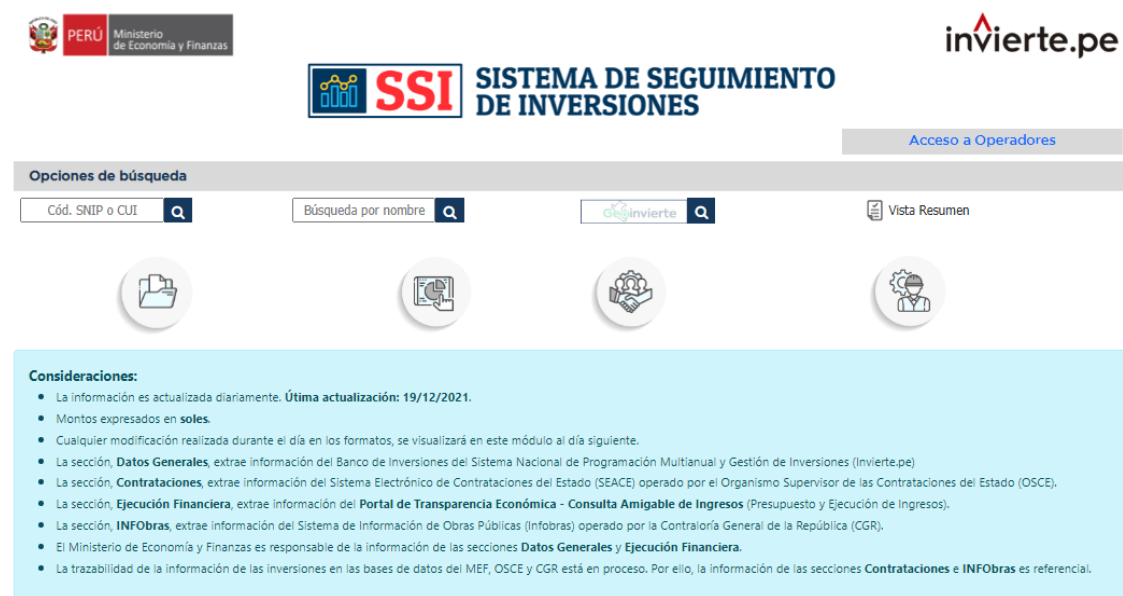 PERÚ Ministerio
de Economía y Finanzas
invierte.pe
SSI SISTEMA DE SEGUIMIENTO
DE INVERSIONES
Acceso a Operadores
Opciones de búsqueda
Cód. SNIP o CUI
Búsqueda por nombre
Geoinvierte
Vista Resumen
Consideraciones:
La información es actualizada diariamente. Útima actualización: 19/12/2021.
Montos expresados en soles.
Cualquier modificación realizada durante el día en los formatos, se visualizará en este módulo al día siguiente.
La sección, Datos Generales, extrae información del Banco de Inversiones del Sistema Nacional de Programación Multianual y Gestión de Inversiones (Invierte.pe)
La sección, Contrataciones, extrae información del Sistema Electrónico de Contrataciones del Estado (SEACE) operado por el Organismo Supervisor de las Contrataciones del Estado (OSCE).
La sección, Ejecución Financiera, extrae información del Portal de Transparencia Económica - Consulta Amigable de Ingresos (Presupuesto y Ejecución de Ingresos).
La sección, INFObras, extrae información del Sistema de Información de Obras Públicas (Infobras) operado por la Contraloría General de la República (CGR).
El Ministerio de Economía y Finanzas es responsable de la información de las secciones Datos Generales y Ejecución Financiera.
La trazabilidad de la información de las inversiones en las bases de datos del MEF, OSCE y CGR está en proceso. Por ello, la información de las secciones Contrataciones e INFObras es referencial.